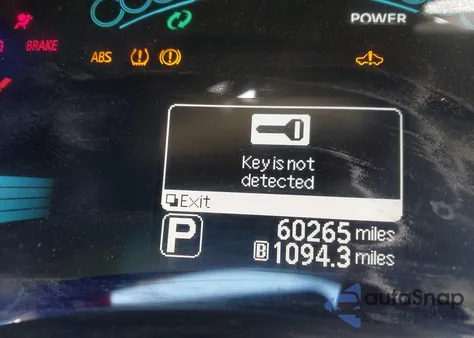 POWER
BRAKE
ABS
Key is not
detected
Exit
60265 miles
P
B 1094.3 miles
autoSnap